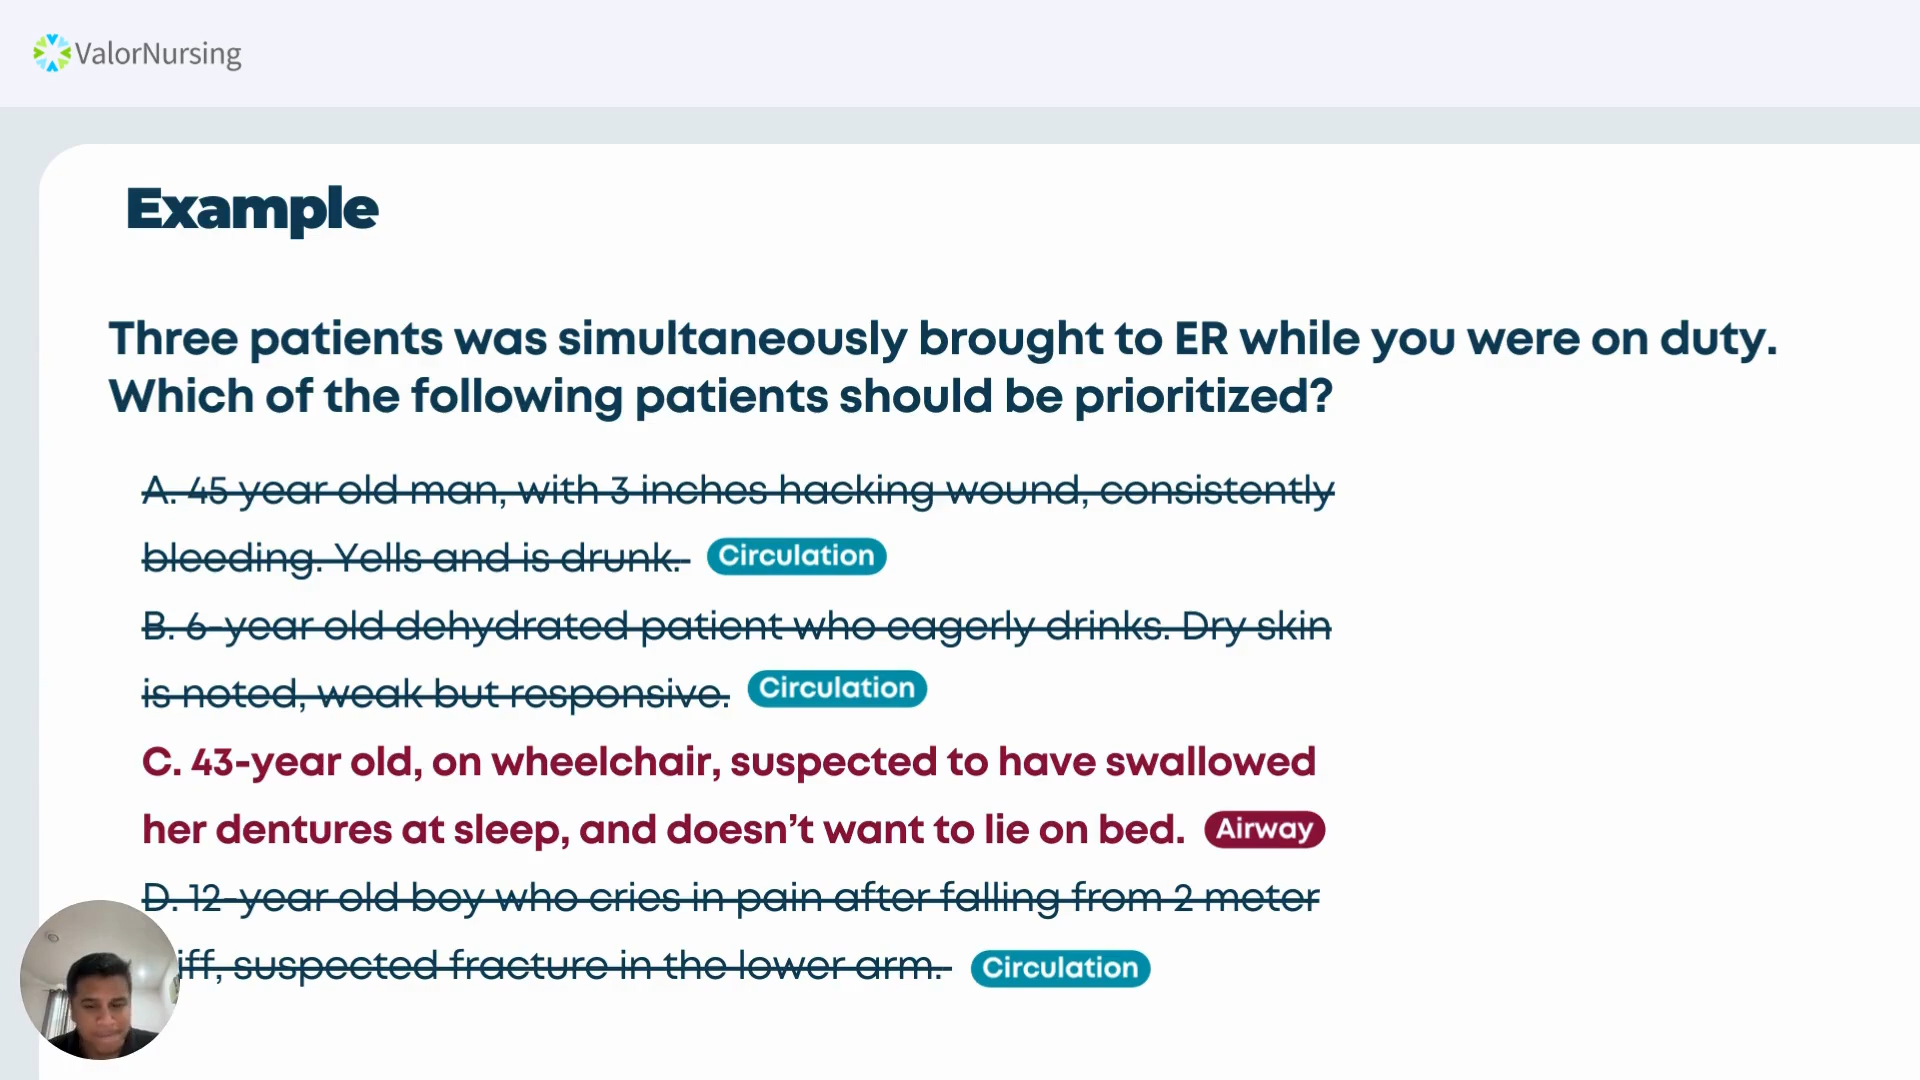 ValorNursing
Example
Three patients was simultaneously brought to ER while you were on duty.
Which of the following patients should be prioritized?
A. 45 year old man, with 3 inches hacking wound, consistently
bleeding. Yells and is drunk. Circulation
B. 6-year old dehydrated patient who eagerly drinks. Dry skin
is noted, weak but responsive. Circulation
C. 43-year old, on wheelchair, suspected to have swallowed
her dentures at sleep, and doesn't want to lie on bed. Airway
D. 12-year old boy who cries in pain after falling from 2 meter
iff, suspected fracture in the lower arm. Circulation